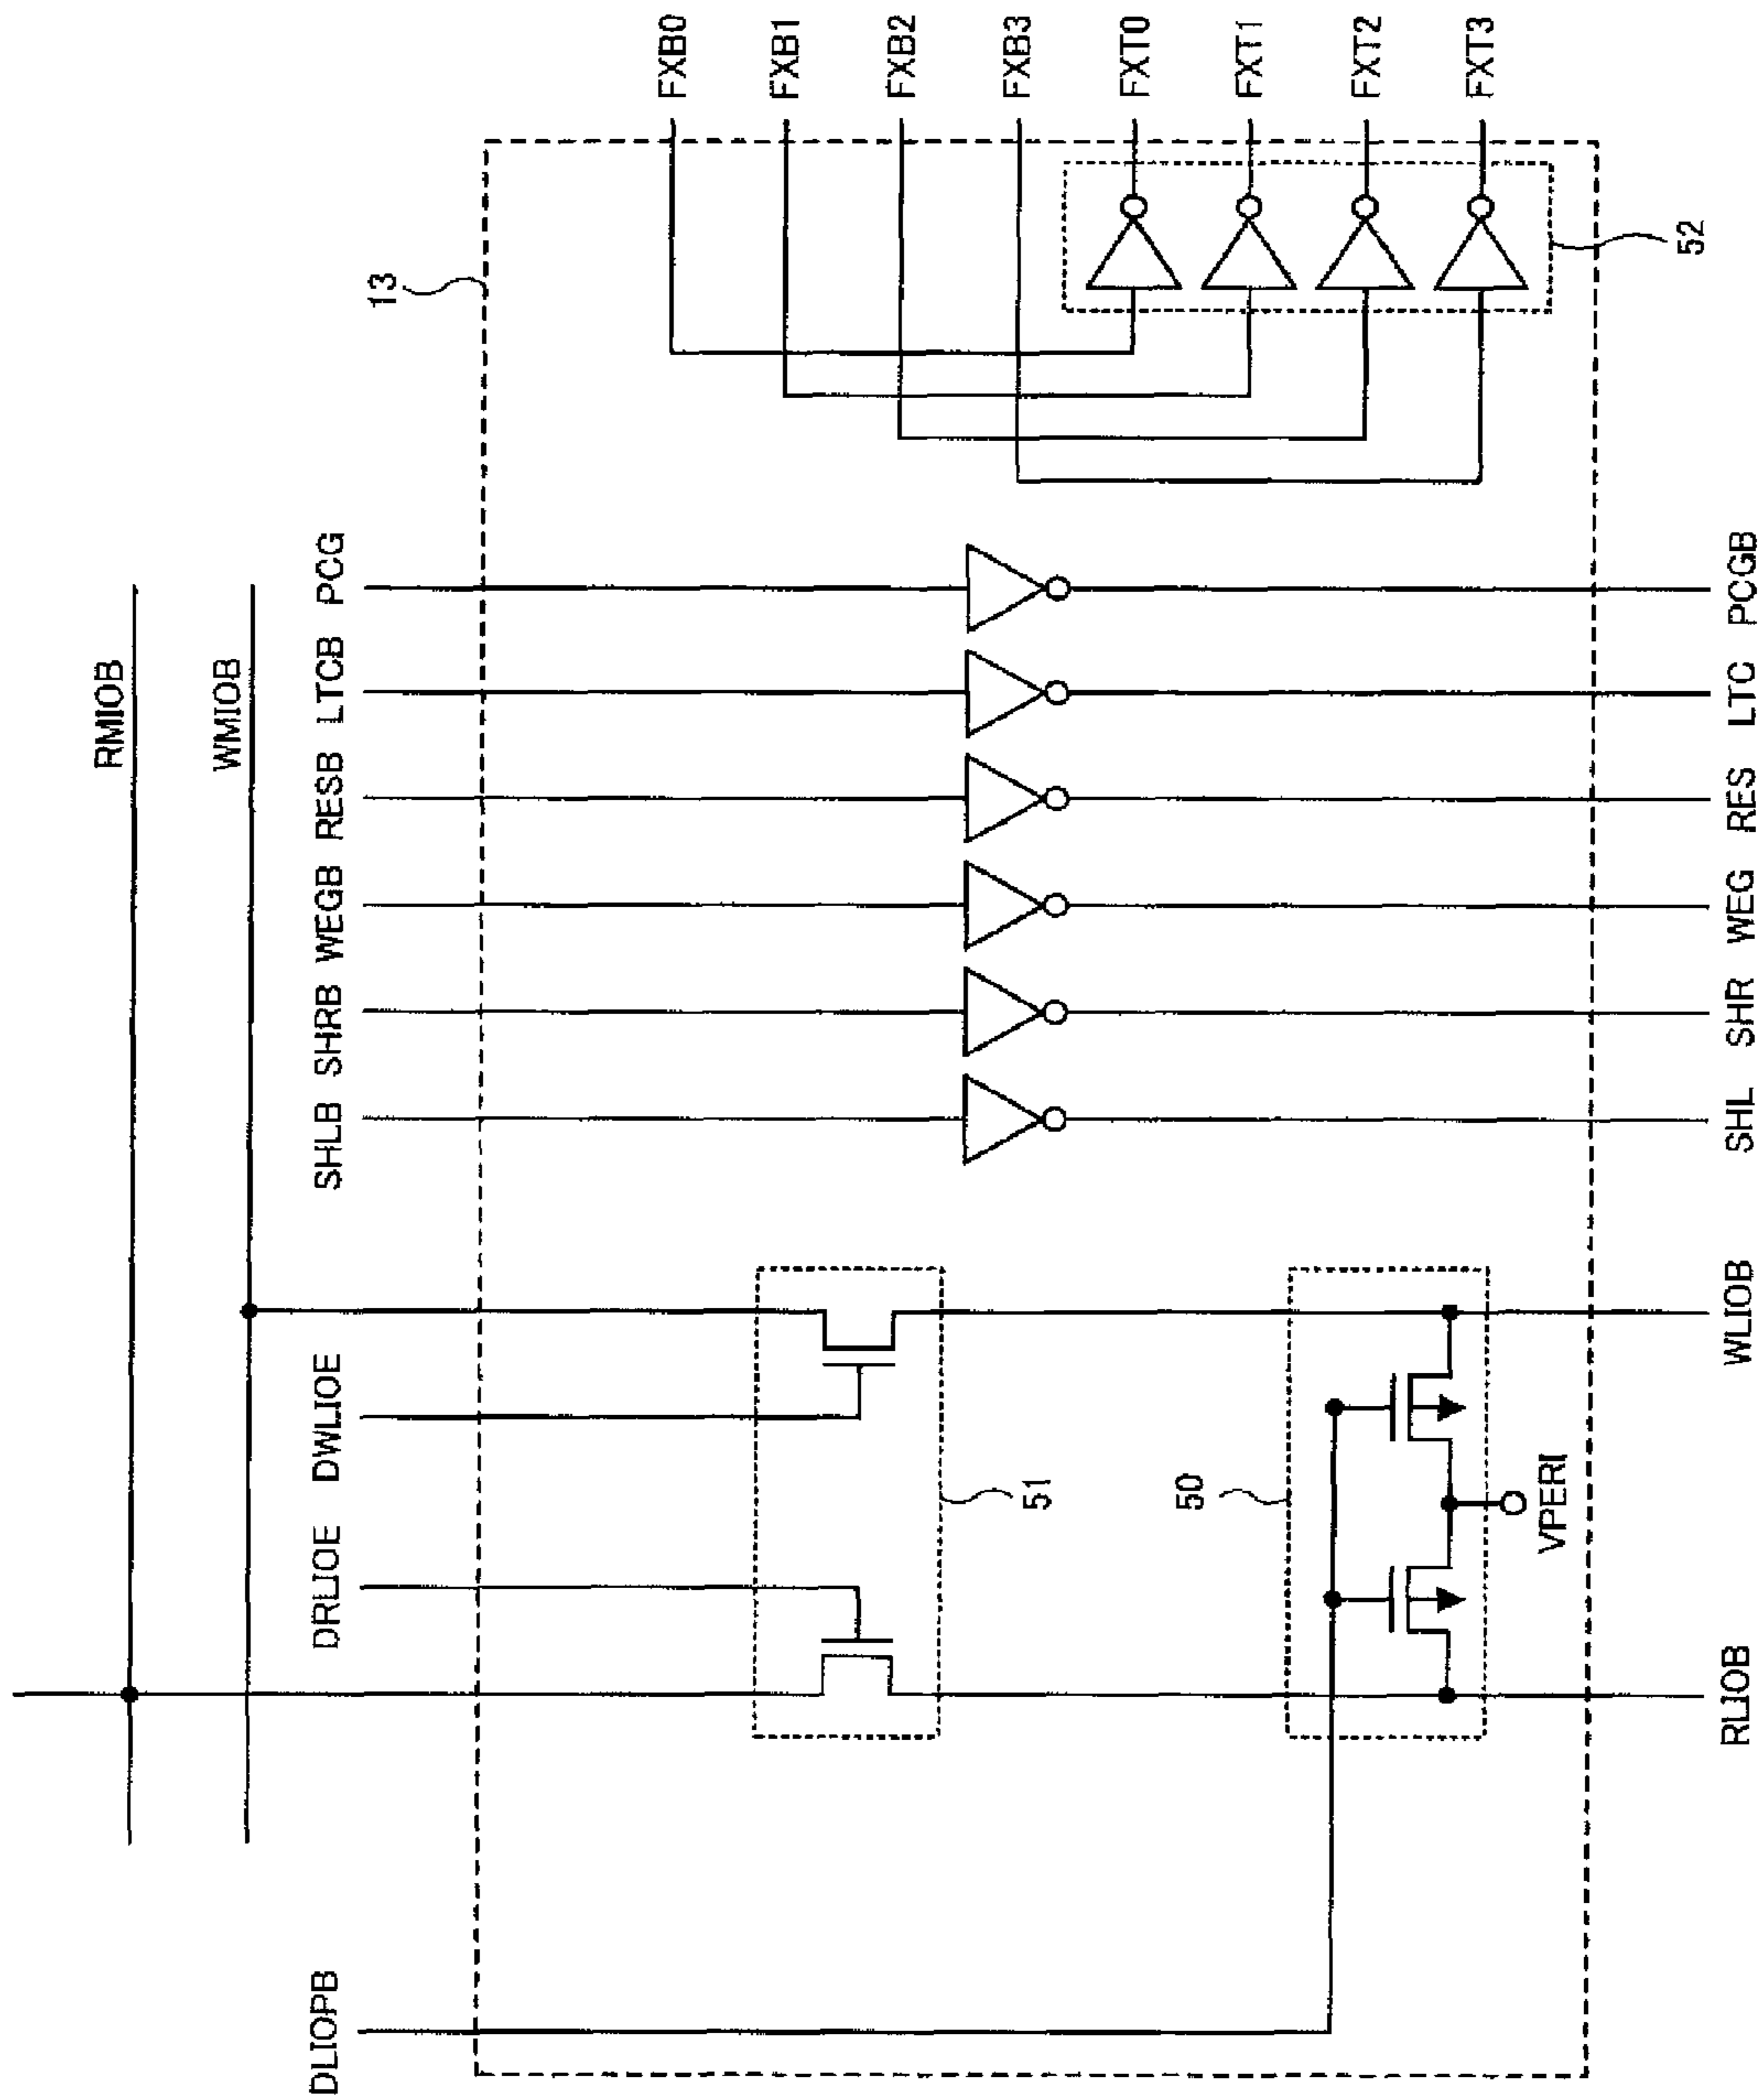 RMIOB
WMIOB
DLIOPB DRLIOE DWLIOE SHLB SHRB WEGB RESB LTCB PCG
13
FXB0
FXB1
FXB2
FXB3
51
FXT0
50
FXT1
FXT2
FXT3
VPERI
52
RLIOB WLIOB SHL SHR WEG RES LTC PCGB